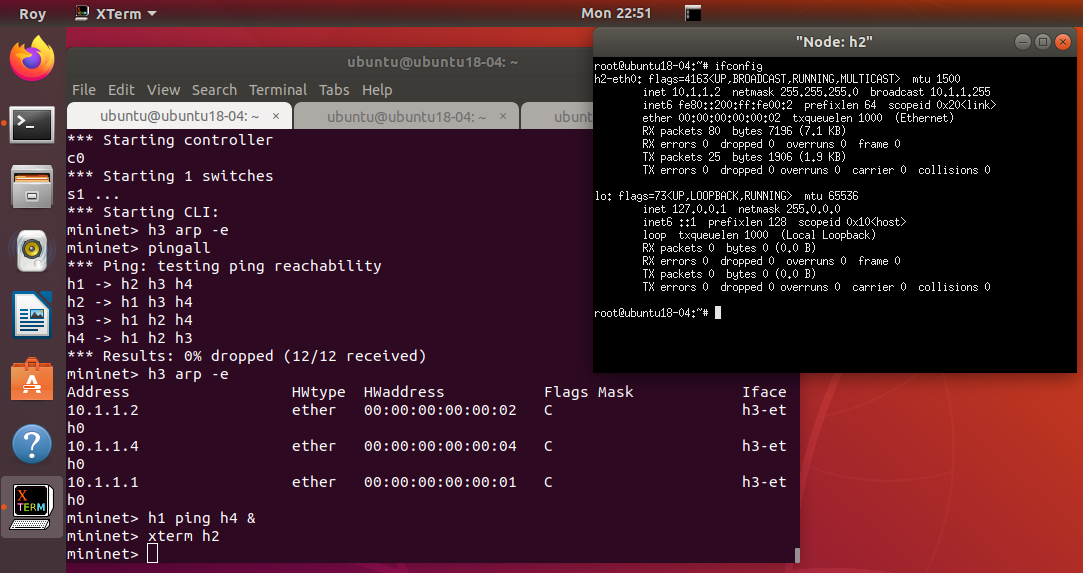 Roy
XTerm
Mon 22:51
ubuntu@ubuntu18-04: ~
File Edit View Search Terminal Tabs Help
ubuntu@ubuntu18-04: ~ ×
ubuntu@ubuntu18-04: ~ ×
ubuntu
*** Starting controller
c0
*** Starting 1 switches
s1 ...
*** Starting CLI:
mininet> h3 arp -e
mininet> pingall
*** Ping: testing ping reachability
h1 -> h2 h3 h4
h2 -> h1 h3 h4
h3 -> h1 h2 h4
h4 -> h1 h2 h3
*** Results: 0% dropped (12/12 received)
mininet> h3 arp -e
Address HWtype HWaddress Flags Mask Iface
10.1.1.2 ether 00:00:00:00:00:02 C h3-et
h0
10.1.1.4 ether 00:00:00:00:00:04 C h3-et
h0
10.1.1.1 ether 00:00:00:00:00:01 C h3-et
h0
mininet> h1 ping h4 &
mininet> xterm h2
mininet>
"Node: h2"
root@ubuntu18-04:~# ifconfig
h2-eth0: flags=4163<UP,BROADCAST,RUNNING,MULTICAST> mtu 1500
inet 10.1.1.2 netmask 255.255.255.0 broadcast 10.1.1.255
inet6 fe80::200:ff:fe00:2 prefixlen 64 scopeid 0x20<link>
ether 00:00:00:00:00:02 txqueuelen 1000 (Ethernet)
RX packets 80 bytes 7196 (7.1 KB)
RX errors 0 dropped 0 overruns 0 frame 0
TX packets 25 bytes 1906 (1.9 KB)
TX errors 0 dropped 0 overruns 0 carrier 0 collisions 0
lo: flags=73<UP,LOOPBACK,RUNNING> mtu 65536
inet 127.0.0.1 netmask 255.0.0.0
inet6 ::1 prefixlen 128 scopeid 0x10<host>
loop txqueuelen 1000 (Local Loopback)
RX packets 0 bytes 0 (0.0 B)
RX errors 0 dropped 0 overruns 0 frame 0
TX packets 0 bytes 0 (0.0 B)
TX errors 0 dropped 0 overruns 0 carrier 0 collisions 0
root@ubuntu18-04:~#
X
TERM